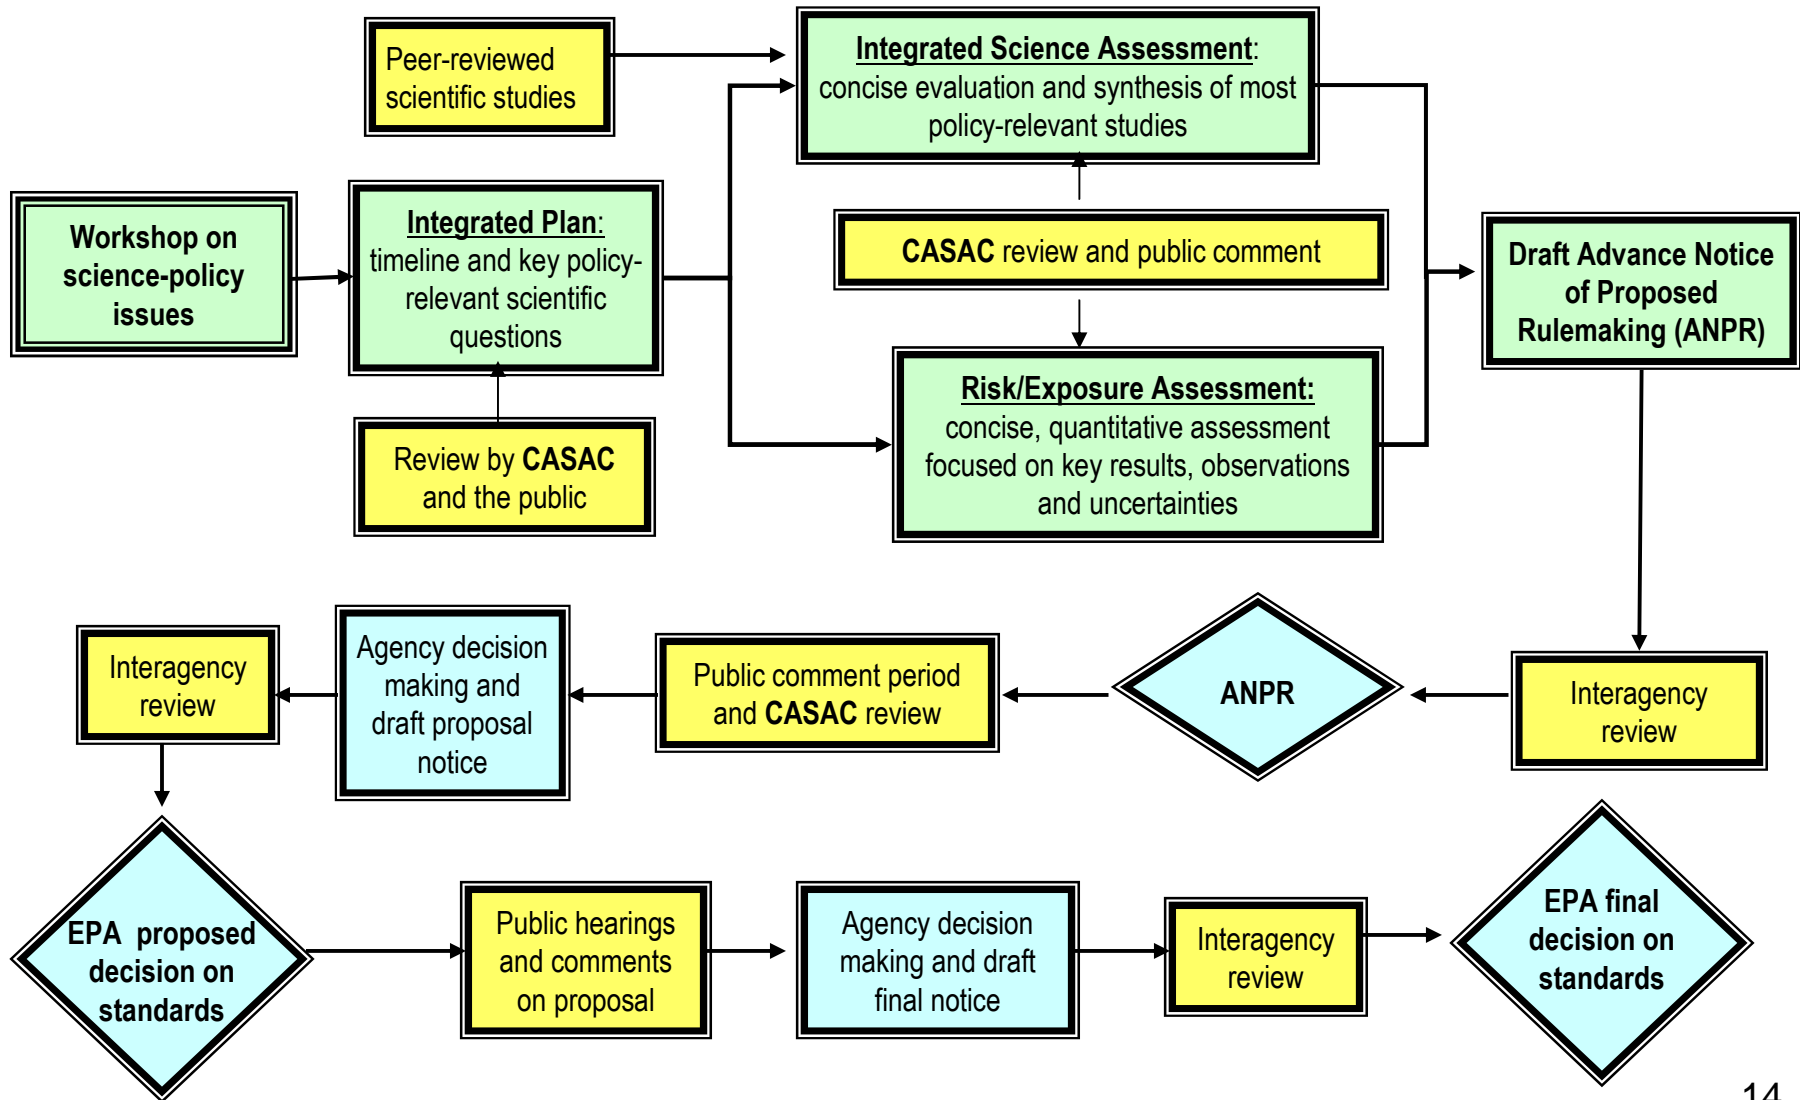 Peer-reviewed
scientific studies
Integrated Science Assessment:
concise evaluation and synthesis of most
policy-relevant studies
Workshop on
science-policy
issues
Integrated Plan:
timeline and key policy-
relevant scientific
questions
CASAC review and public comment
Draft Advance Notice
of Proposed
Rulemaking (ANPR)
Review by CASAC
and the public
Risk/Exposure Assessment:
concise, quantitative assessment
focused on key results, observations
and uncertainties
Interagency
review
Agency decision
making and
draft proposal
notice
Public comment period
and CASAC review
ANPR
Interagency
review
EPA proposed
decision on
standards
Public hearings
and comments
on proposal
Agency decision
making and draft
final notice
Interagency
review
EPA final
decision on
standards
14